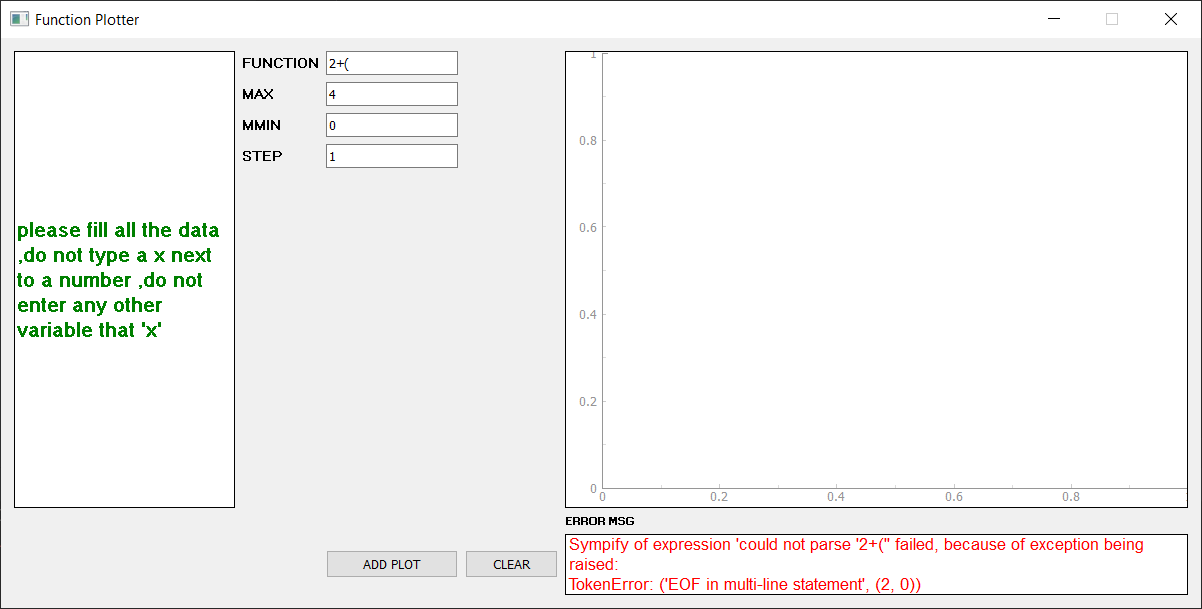 Function Plotter
please fill all the data
,do not type a x next
to a number ,do not
enter any other
variable that 'x'
FUNCTION 2+(
MAX 4
MMIN 0
STEP 1
ADD PLOT CLEAR
1
0.8
0.6
0.4
0.2
0
0 0.2 0.4 0.6 0.8
ERROR MSG
Sympify of expression 'could not parse '2+('' failed, because of exception being
raised:
TokenError: ('EOF in multi-line statement', (2, 0))